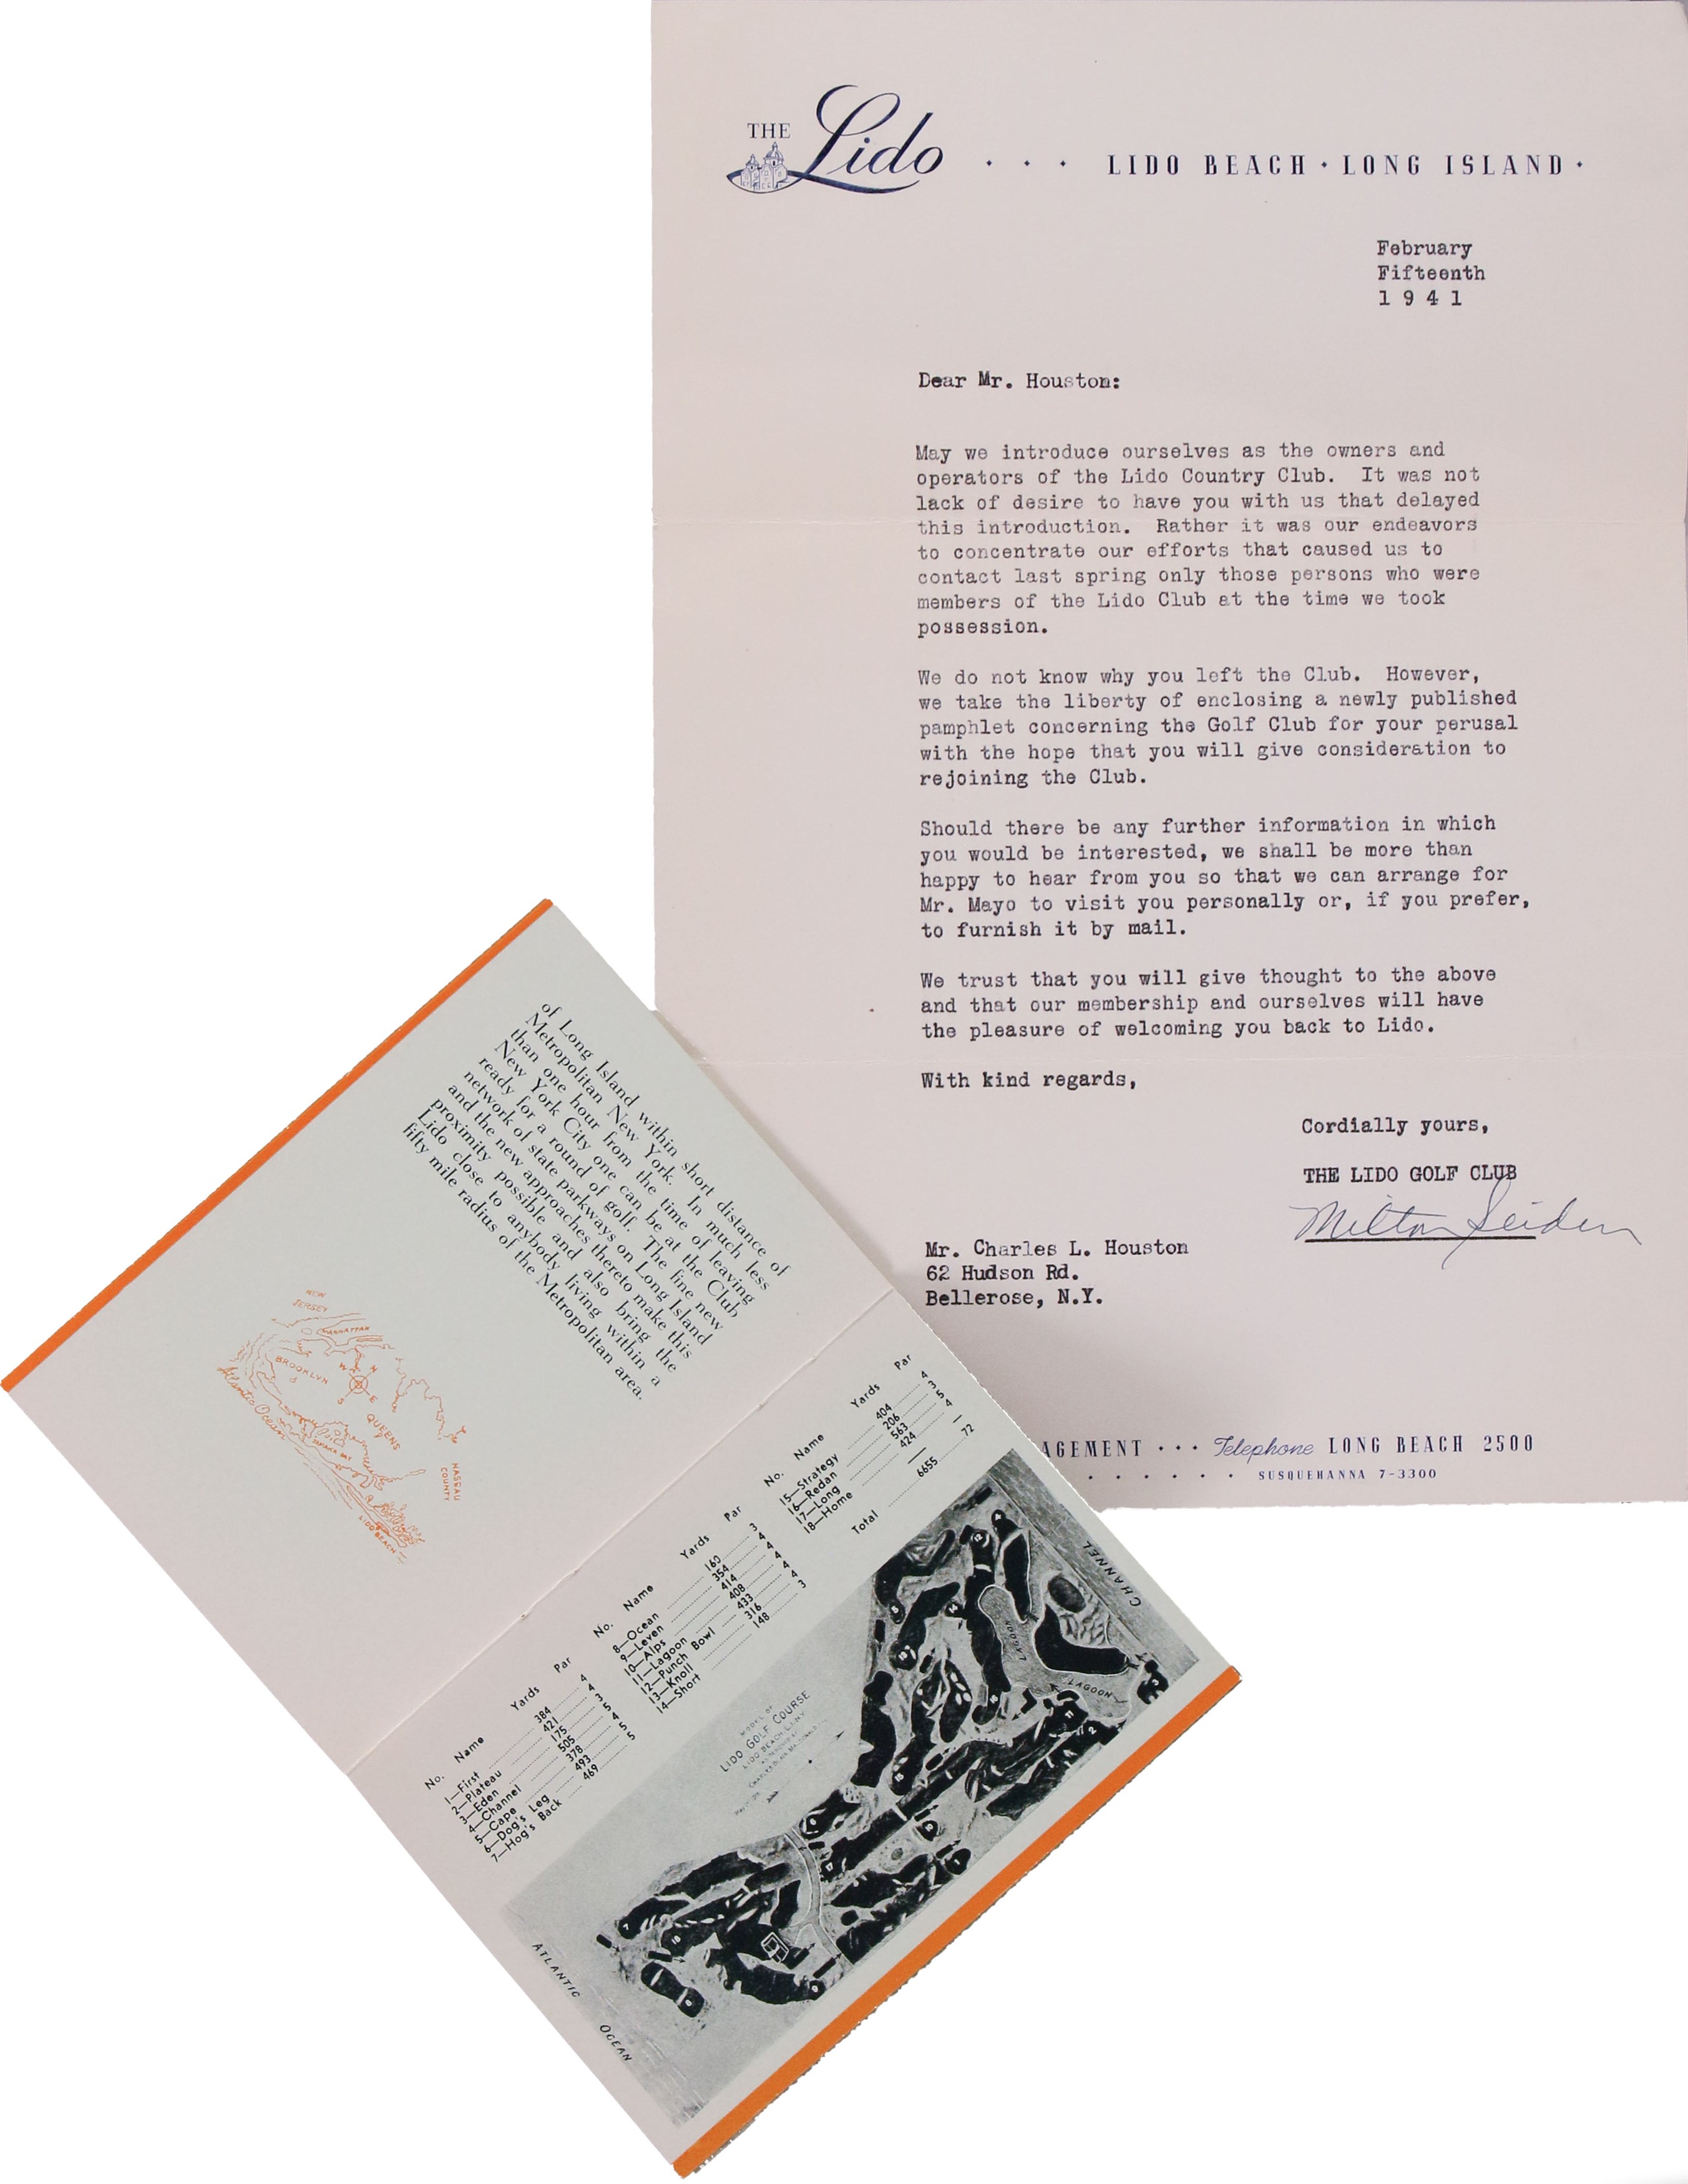 THE Lido · · · LIDO BEACH · LONG ISLAND ·
February
Fifteenth
1 9 4 1
Dear Mr. Houston:
May we introduce ourselves as the owners and
operators of the Lido Country Club. It was not
lack of desire to have you with us that delayed
this introduction. Rather it was our endeavors
to concentrate our efforts that caused us to
contact last spring only those persons who were
members of the Lido Club at the time we took
possession.
We do not know why you left the Club. However,
we take the liberty of enclosing a newly published
pamphlet concerning the Golf Club for your perusal
with the hope that you will give consideration to
rejoining the Club.
Should there be any further information in which
you would be interested, we shall be more than
happy to hear from you so that we can arrange for
Mr. Mayo to visit you personally or, if you prefer,
to furnish it by mail.
We trust that you will give thought to the above
and that our membership and ourselves will have
the pleasure of welcoming you back to Lido.
With kind regards,
Cordially yours,
THE LIDO GOLF CLUB
Milton Seiden
Mr. Charles L. Houston
62 Hudson Rd.
Bellerose, N.Y.
AGEMENT · · · Telephone LONG BEACH 2500
· · · · · · SUSQUEHANNA 7-3300
of Long Island within short distance of
Metropolitan New York. In much less
than one hour from the time of leaving
New York City one can be at the Club
ready for a round of golf. The fine new
network of state parkways on Long Island
and the new approaches thereto make this
proximity possible and also bring the
Lido close to anybody living within a
fifty mile radius of the Metropolitan area.
NEW
JERSEY
MANHATTAN
BROOKLYN
N
W
E
S
QUEENS
Atlantic Ocean
JAMAICA BAY
NASSAU
COUNTY
LIDO BEACH
No. Name Yards Par
1—First 384 4
2—Plateau 421 4
3—Eden 175 3
4—Channel 505 5
5—Cape 378 4
6—Dog's Leg 493 5
7—Hog's Back 469 5
No. Name Yards Par
8—Ocean 160 3
9—Leven 354 4
10—Alps 414 4
11—Lagoon 408 4
12—Punch Bowl 433 4
13—Knoll 316 4
14—Short 148 3
No. Name Yards Par
15—Strategy 404 4
16—Redan 206 3
17—Long 563 5
18—Home 424 4
Total 6655 72
MODEL OF
LIDO GOLF COURSE
LIDO BEACH L.I. N.Y.
CHANNEL
LAGOON
LAGOON
ATLANTIC
OCEAN